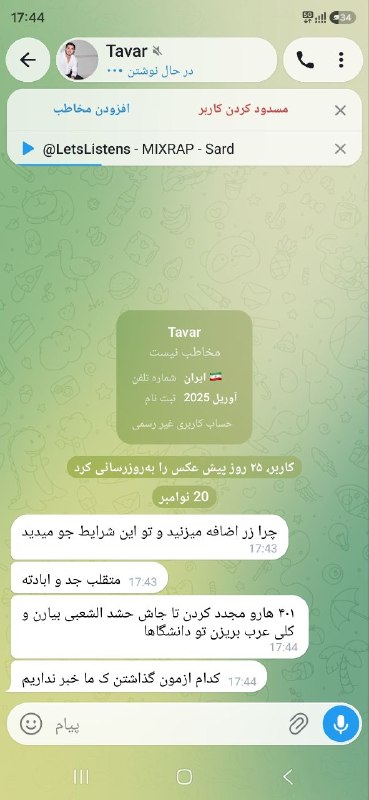 17:44
5G
34
Tavar
در حال نوشتن
افزودن مخاطب
مسدود کردن کاربر
@LetsListens - MIXRAP - Sard
Tavar
مخاطب نیست
شماره تلفن ایران
ثبت نام آوریل 2025
حساب کاربری غیر رسمی
کاربر، ۲۵ روز پیش عکس را به‌روزرسانی کرد
20 نوامبر
چرا زر اضافه میزنید و تو این شرایط جو میدید
17:43
متقلب جد و ابادته
17:43
۴۰۱ هارو مجدد کردن تا جاش حشد الشعبی بیارن و
کلی عرب بریزن تو دانشگاها
17:44
کدام ازمون گذاشتن ک ما خبر نداریم
17:44
پیام